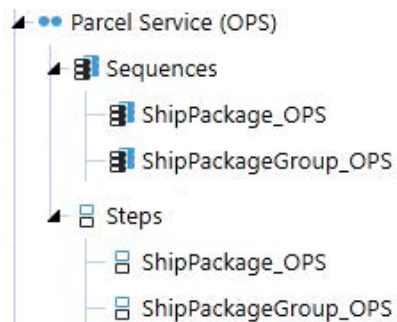 Parcel Service (OPS)
Sequences
ShipPackage_OPS
ShipPackageGroup_OPS
Steps
ShipPackage_OPS
ShipPackageGroup_OPS